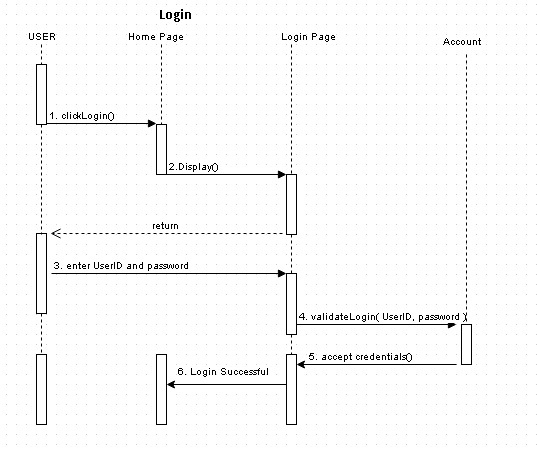 Login
USER
Home Page
Login Page
Account
1. clickLogin()
2.Display()
return
3. enter UserID and password
4. validateLogin( UserID, password )
5. accept credentials()
6. Login Successful